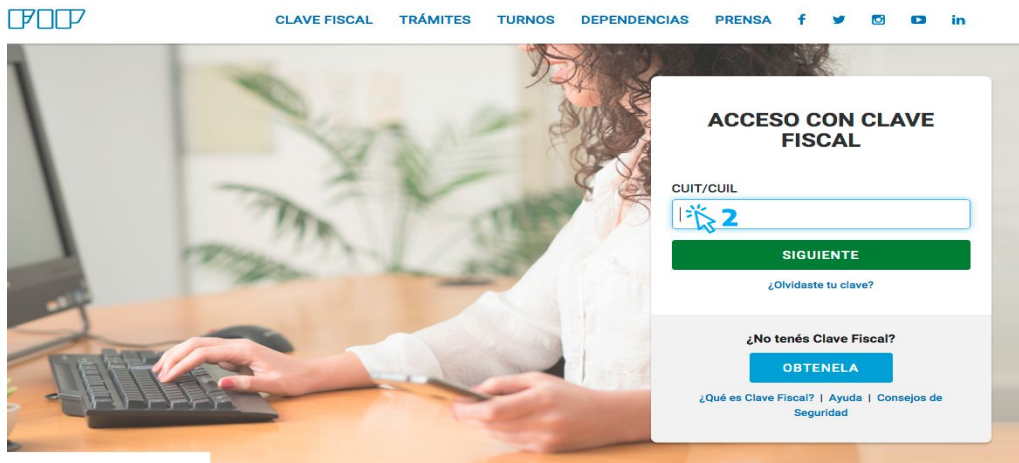 AFIP
CLAVE FISCAL TRÁMITES TURNOS DEPENDENCIAS PRENSA
ACCESO CON CLAVE
FISCAL
CUIT/CUIL
2
SIGUIENTE
¿Olvidaste tu clave?
¿No tenés Clave Fiscal?
OBTENELA
¿Qué es Clave Fiscal? | Ayuda | Consejos de
Seguridad